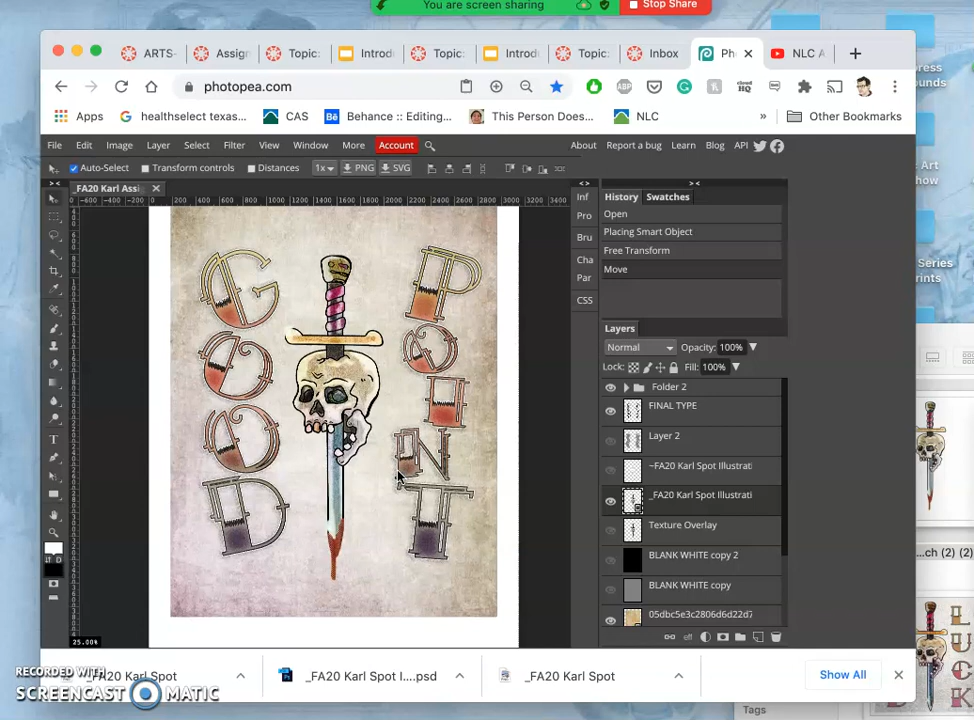 You are screen sharing
Stop Share
ARTS-
Assign
Topic:
Introd
Topic:
Introd
Topic:
Inbox
Ph
NLC A
photopea.com
Apps
healthselect texas...
CAS
Behance :: Editing...
This Person Does...
NLC
»
Other Bookmarks
File
Edit
Image
Layer
Select
Filter
View
Window
More
Account
About
Report a bug
Learn
Blog
API
Auto-Select
Transform controls
Distances
1x
PNG
SVG
_FA20 Karl Assi
Inf
Pro
Bru
Cha
Par
CSS
History
Swatches
Open
Placing Smart Object
Free Transform
Move
Layers
Normal
Opacity:
100%
Lock:
Fill:
100%
Folder 2
FINAL TYPE
Layer 2
~FA20 Karl Spot Illustrati
_FA20 Karl Spot Illustrati
Texture Overlay
BLANK WHITE copy 2
BLANK WHITE copy
05dbc5e3c2806d6d22d7
GOOD
POINT
25.00%
RECORDED WITH
SCREENCAST MATIC
_FA20 Karl Spot
_FA20 Karl Spot I....psd
_FA20 Karl Spot
Show All
Tags
press
ounds
Art
how
Series
rints
ch (2)
LUCK